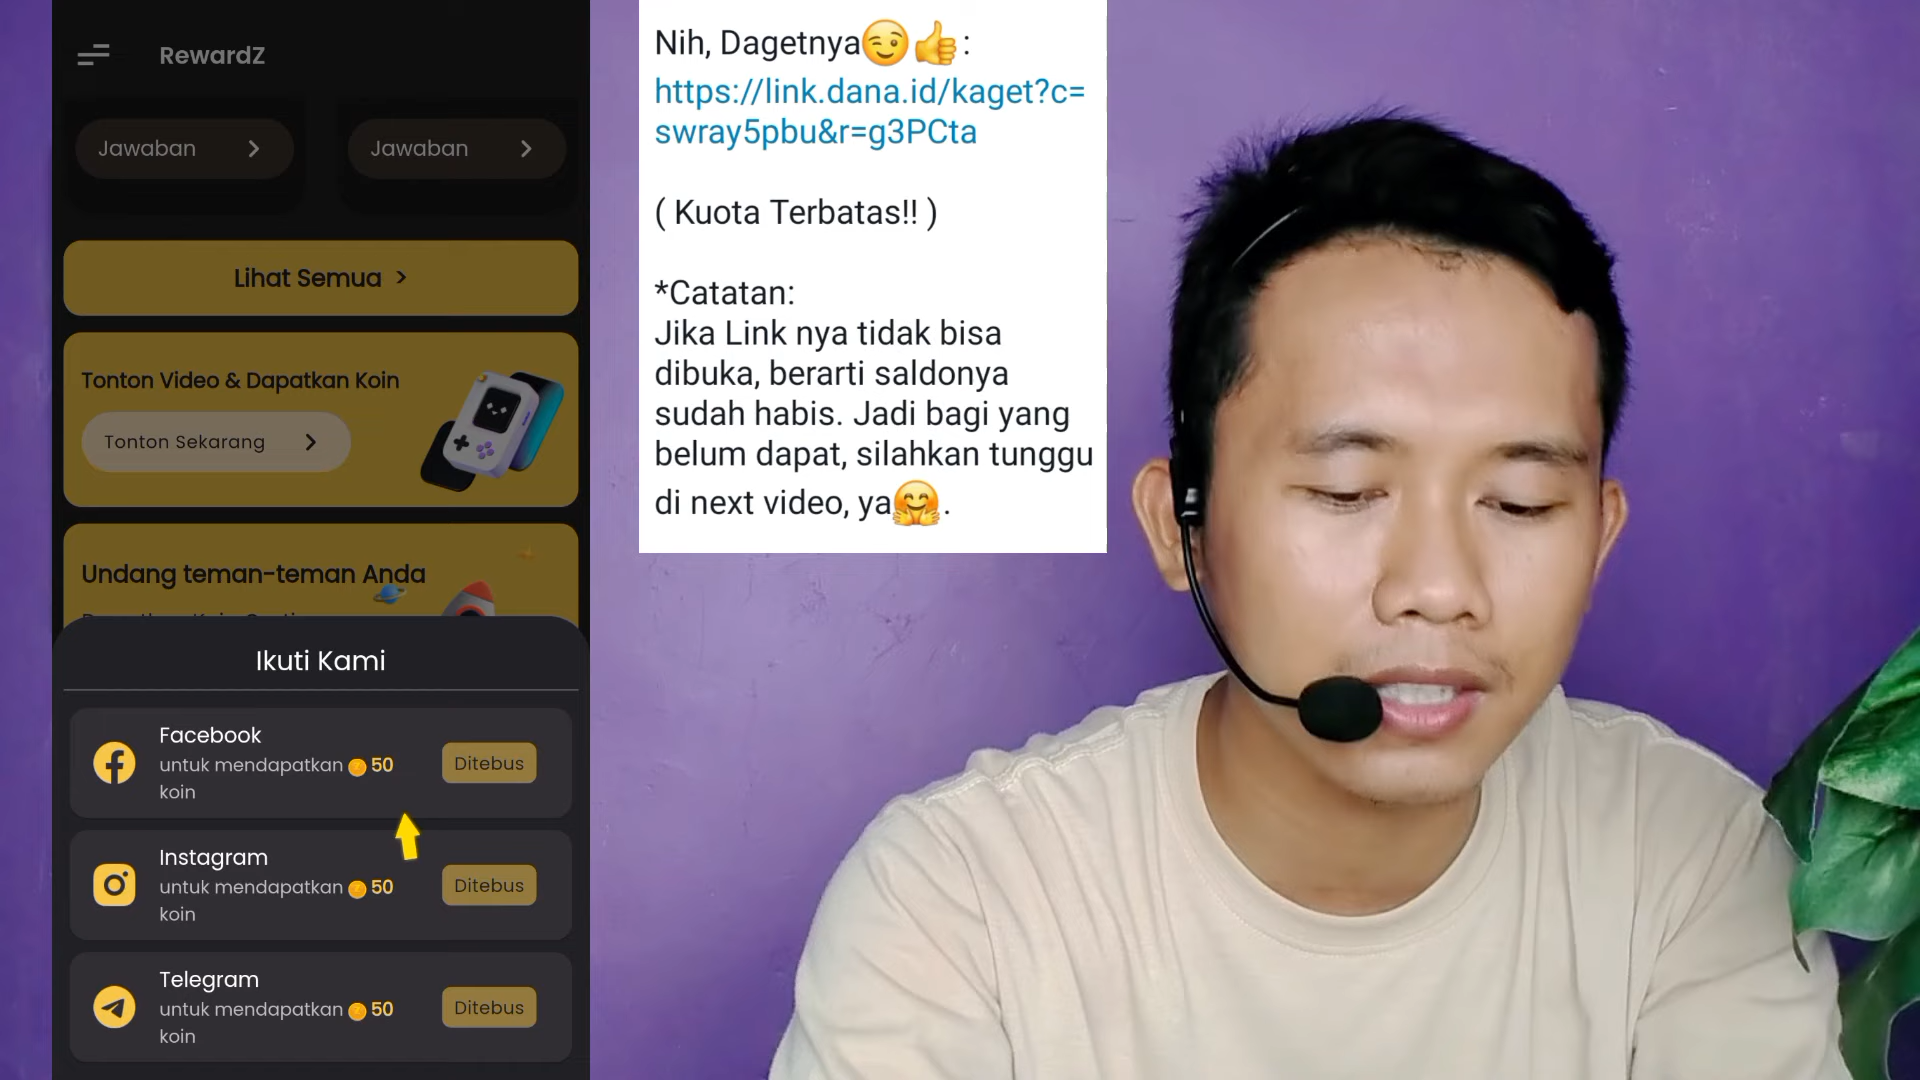 RewardZ
Jawaban
Jawaban
Lihat Semua >
Tonton Video & Dapatkan Koin
Tonton Sekarang
Undang teman-teman Anda
Ikuti Kami
Facebook
untuk mendapatkan 50
koin
Ditebus
Instagram
untuk mendapatkan 50
koin
Ditebus
Telegram
untuk mendapatkan 50
koin
Ditebus
Nih, Dagetnya😉👍:
https://link.dana.id/kaget?c=
swray5pbu&r=g3PCta
( Kuota Terbatas!! )
*Catatan:
Jika Link nya tidak bisa
dibuka, berarti saldonya
sudah habis. Jadi bagi yang
belum dapat, silahkan tunggu
di next video, ya🤗.